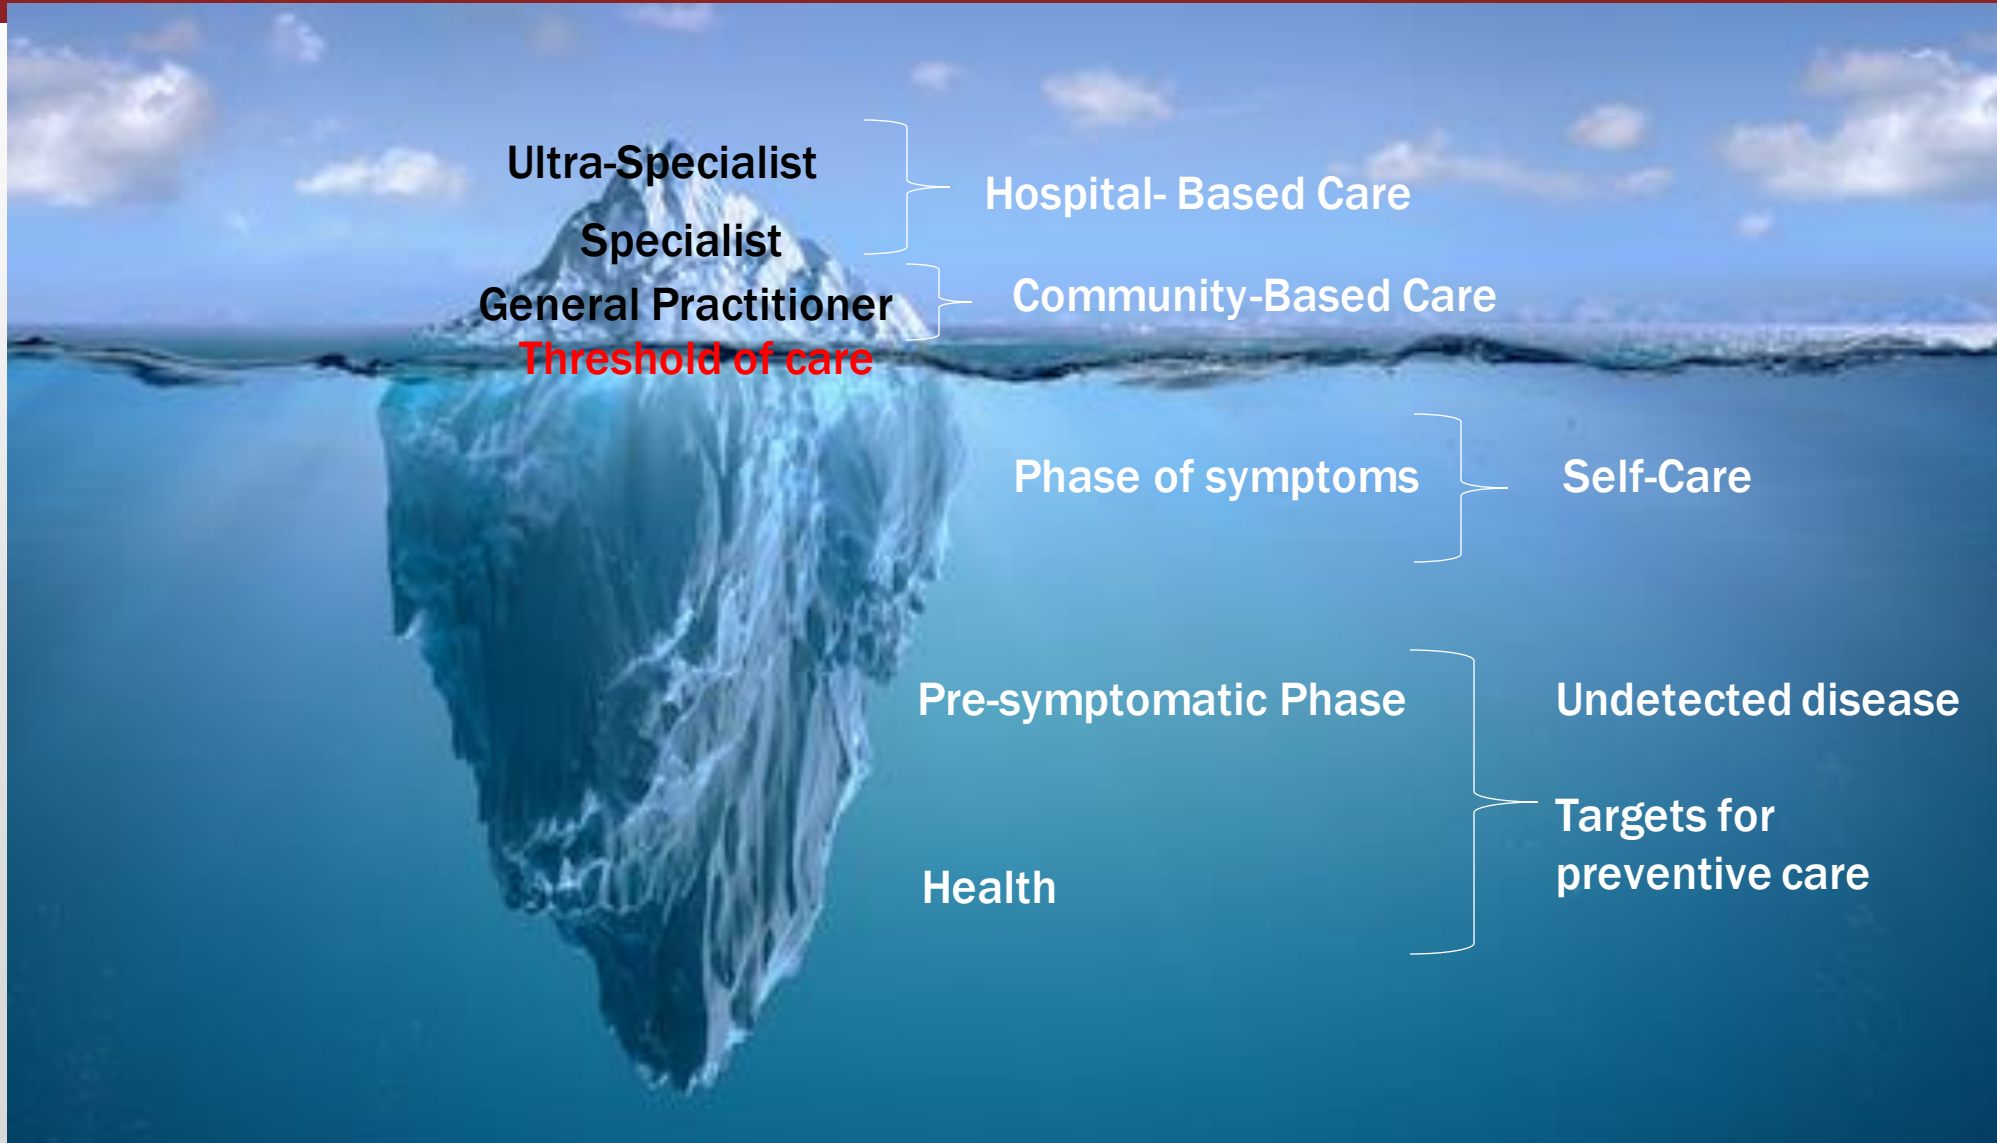 Ultra-Specialist
Specialist
Hospital- Based Care
General Practitioner
Community-Based Care
Threshold of care
Phase of symptoms
Self-Care
Pre-symptomatic Phase
Undetected disease
Targets for
preventive care
Health